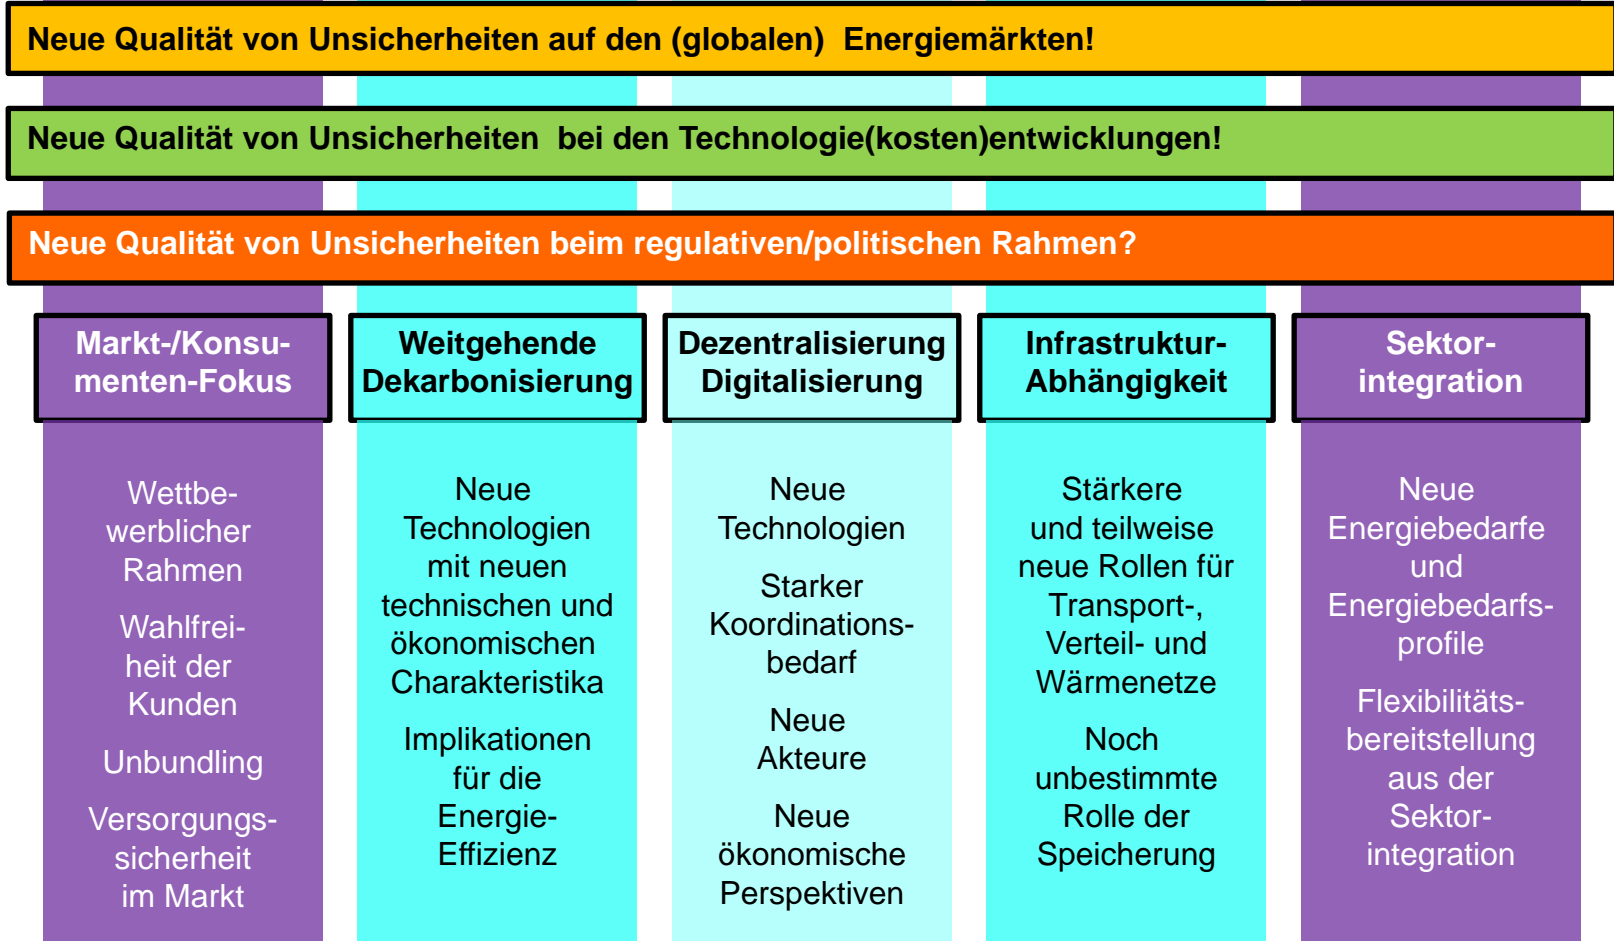 Neue Qualität von Unsicherheiten auf den (globalen) Energiemärkten!
Neue Qualität von Unsicherheiten bei den Technologie(kosten)entwicklungen!
Neue Qualität von Unsicherheiten beim regulativen/politischen Rahmen?
Markt-/Konsu-
menten-Fokus
Wettbe-
werblicher
Rahmen
Wahlfrei-
heit der
Kunden
Unbundling
Versorgungs-
sicherheit
im Markt
Weitgehende
Dekarbonisierung
Neue
Technologien
mit neuen
technischen und
ökonomischen
Charakteristika
Implikationen
für die
Energie-
Effizienz
Dezentralisierung
Digitalisierung
Neue
Technologien
Starker
Koordinations-
bedarf
Neue
Akteure
Neue
ökonomische
Perspektiven
Infrastruktur-
Abhängigkeit
Stärkere
und teilweise
neue Rollen für
Transport-,
Verteil- und
Wärmenetze
Noch
unbestimmte
Rolle der
Speicherung
Sektor-
integration
Neue
Energiebedarfe
und
Energiebedarfs-
profile
Flexibilitäts-
bereitstellung
aus der
Sektor-
integration